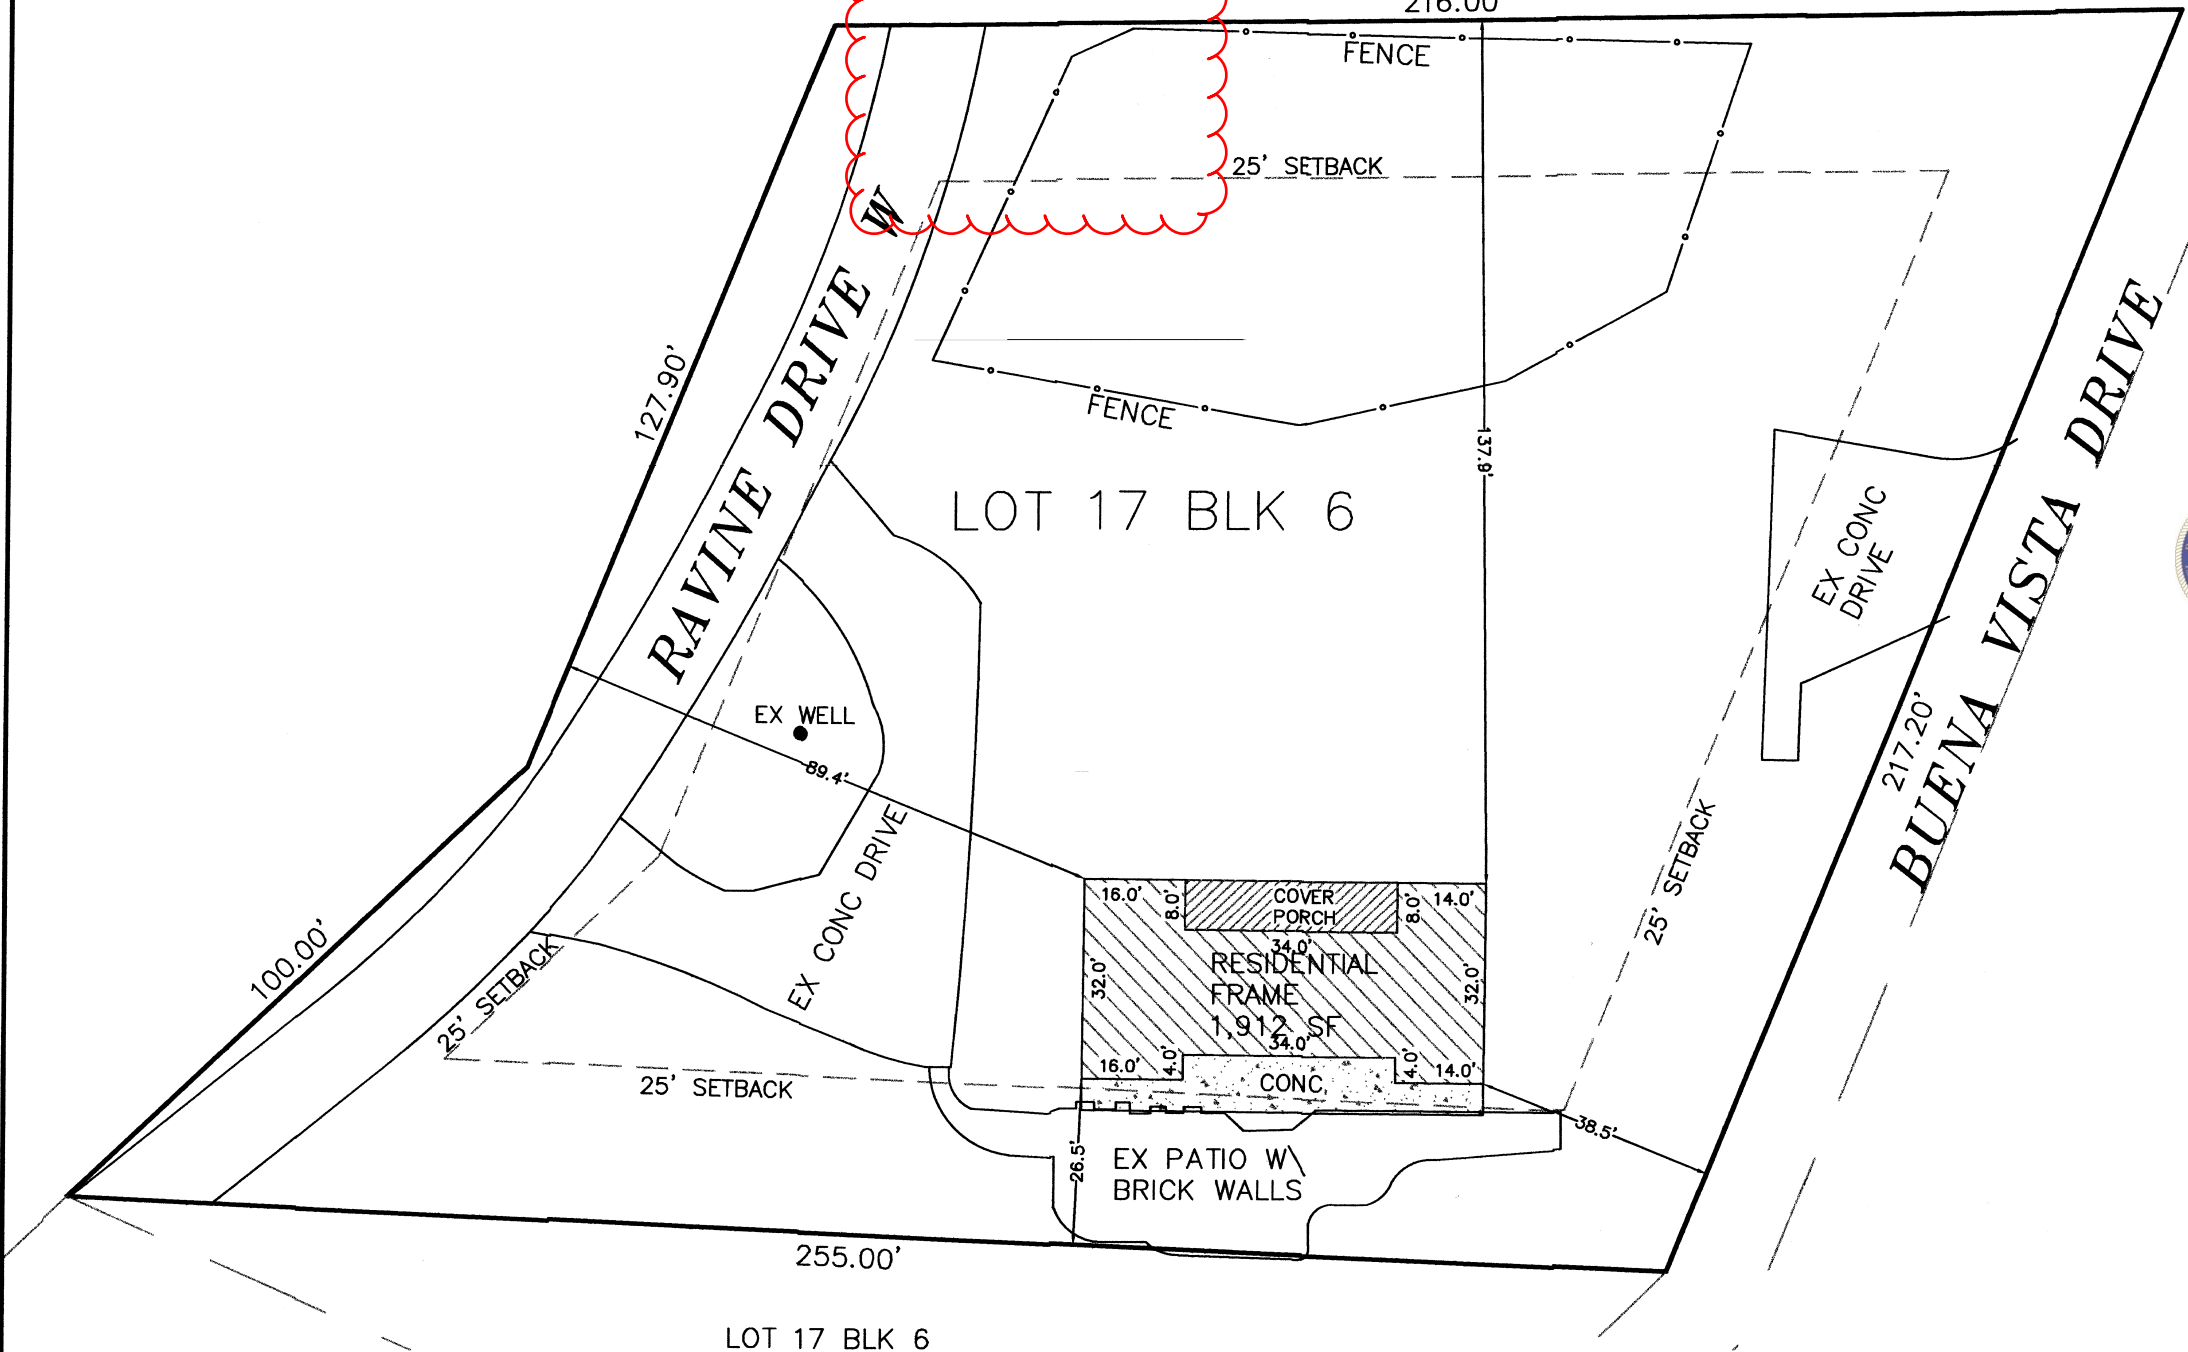 216.00'
FENCE
25' SETBACK
RAVINE DRIVE W
127.90'
FENCE
137.9'
LOT 17 BLK 6
EX CONC
DRIVE
BUENA VISTA DRIVE
217.20'
EX WELL
89.4'
EX CONC DRIVE
25' SETBACK
100.00'
25' SETBACK
25' SETBACK
16.0'
8.0'
COVER
PORCH
8.0'
14.0'
34.0'
RESIDENTIAL
FRAME
1,912 SF
32.0'
32.0'
34.0'
16.0'
4.0'
CONC
4.0'
14.0'
38.5'
26.5'
EX PATIO W\
BRICK WALLS
255.00'
LOT 17 BLK 6